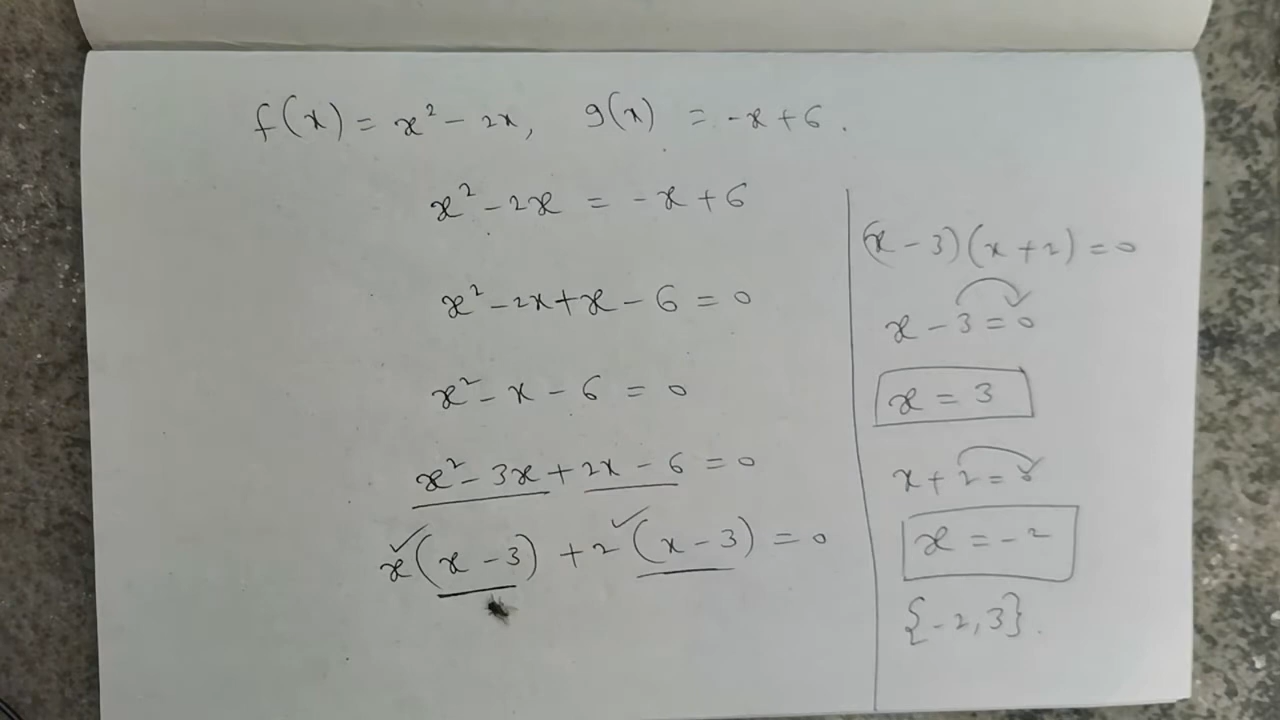 f(x) = x² - 2x, g(x) = -x + 6.
x² - 2x = -x + 6
x² - 2x + x - 6 = 0
x² - x - 6 = 0
x² - 3x + 2x - 6 = 0
x(x - 3) + 2(x - 3) = 0
(x - 3)(x + 2) = 0
x - 3 = 0
x = 3
x + 2 = 0
x = -2
{-2, 3}.